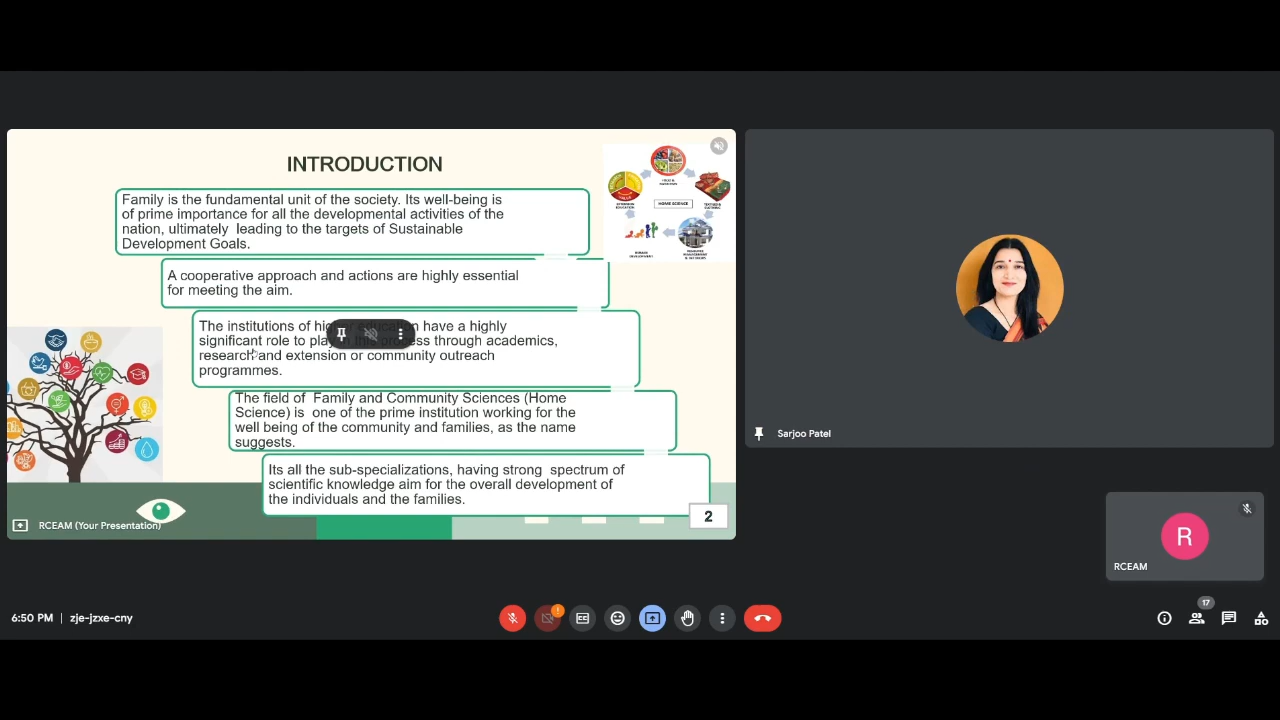 INTRODUCTION
Family is the fundamental unit of the society. Its well-being is
of prime importance for all the developmental activities of the
nation, ultimately leading to the targets of Sustainable
Development Goals.
A cooperative approach and actions are highly essential
for meeting the aim.
The institutions of higher education have a highly
significant role to play in this process through academics,
research and extension or community outreach
programmes.
The field of Family and Community Sciences (Home
Science) is one of the prime institution working for the
well being of the community and families, as the name
suggests.
Its all the sub-specializations, having strong spectrum of
scientific knowledge aim for the overall development of
the individuals and the families.
2
HOME SCIENCE
RCEAM (Your Presentation)
Sarjoo Patel
R
RCEAM
6:50 PM | zje-jzxe-cny
17